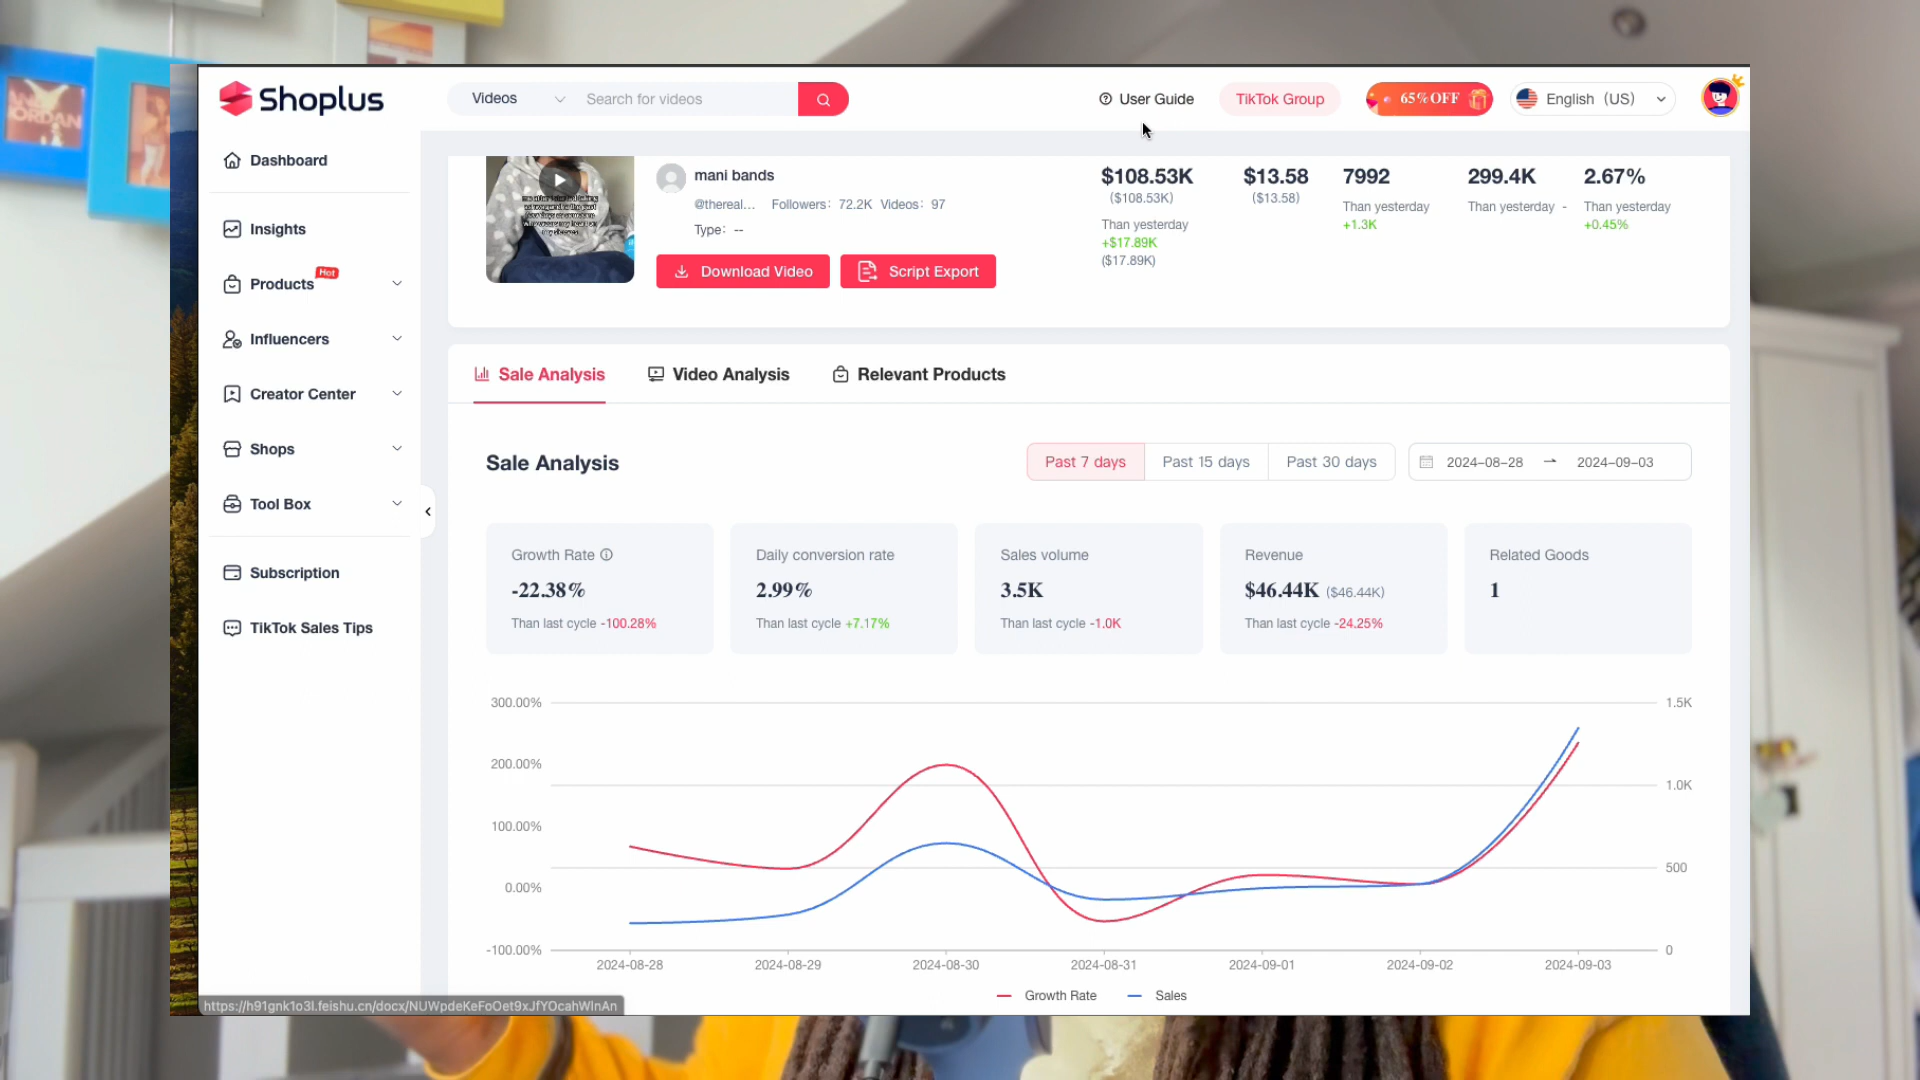 Shoplus
Videos
Search for videos
User Guide
TikTok Group
65%OFF
English (US)
Dashboard
Insights
Products
Hot
Influencers
Creator Center
Shops
Tool Box
Subscription
TikTok Sales Tips
mani bands
@thereal... Followers: 72.2K Videos: 97
Type: --
Download Video
Script Export
$108.53K
($108.53K)
Than yesterday
+$17.89K
($17.89K)
$13.58
($13.58)
7992
Than yesterday
+1.3K
299.4K
Than yesterday -
2.67%
Than yesterday
+0.45%
Sale Analysis
Video Analysis
Relevant Products
Sale Analysis
Past 7 days
Past 15 days
Past 30 days
2024-08-28 → 2024-09-03
Growth Rate
-22.38%
Than last cycle -100.28%
Daily conversion rate
2.99%
Than last cycle +7.17%
Sales volume
3.5K
Than last cycle -1.0K
Revenue
$46.44K ($46.44K)
Than last cycle -24.25%
Related Goods
1
300.00%
200.00%
100.00%
0.00%
-100.00%
1.5K
1.0K
500
0
2024-08-28
2024-08-29
2024-08-30
2024-08-31
2024-09-01
2024-09-02
2024-09-03
Growth Rate
Sales
https://h91gnk1o3l.feishu.cn/docx/NUWpdeKeFoOet9xJfYOcahWlnAn